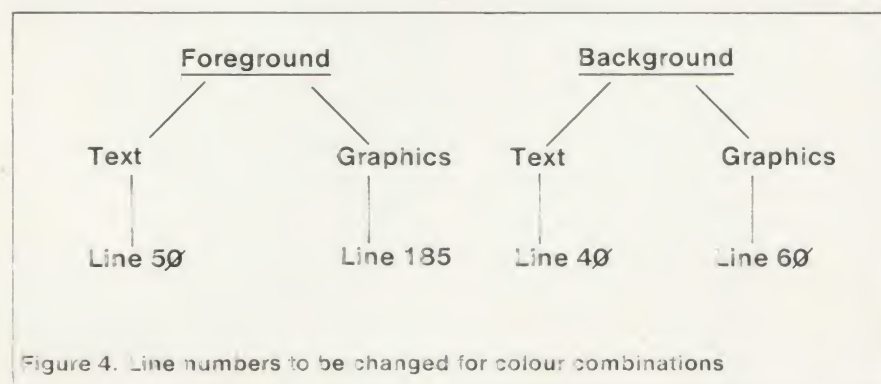 Foreground Background
Text Graphics Text Graphics
Line 5Ø Line 185 Line 4Ø Line 6Ø
Figure 4. Line numbers to be changed for colour combinations